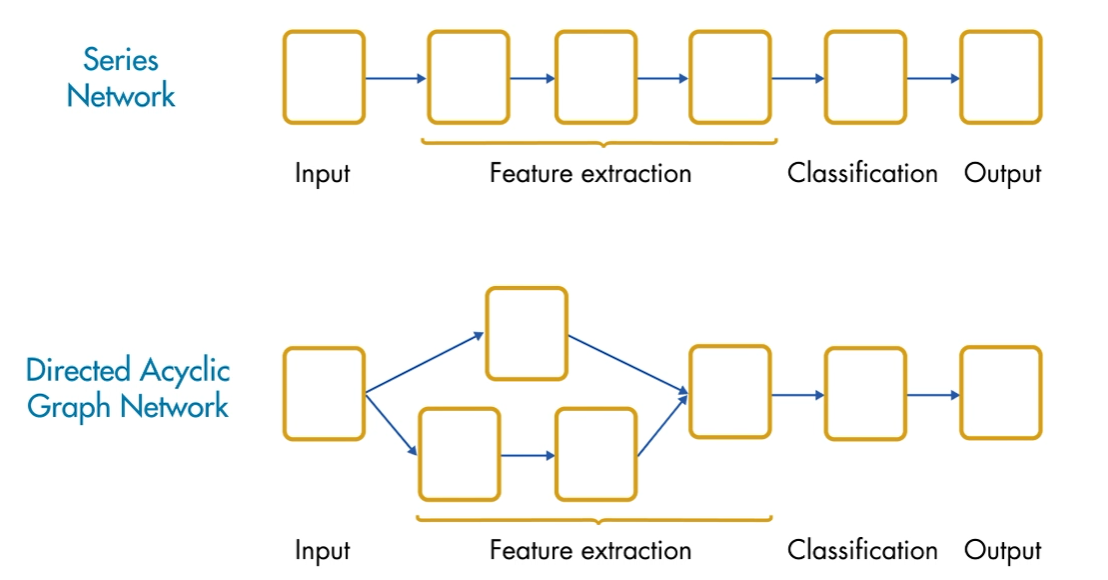 Series
Network
Input
Feature extraction
Classification
Output
Directed Acyclic
Graph Network
Input
Feature extraction
Classification
Output